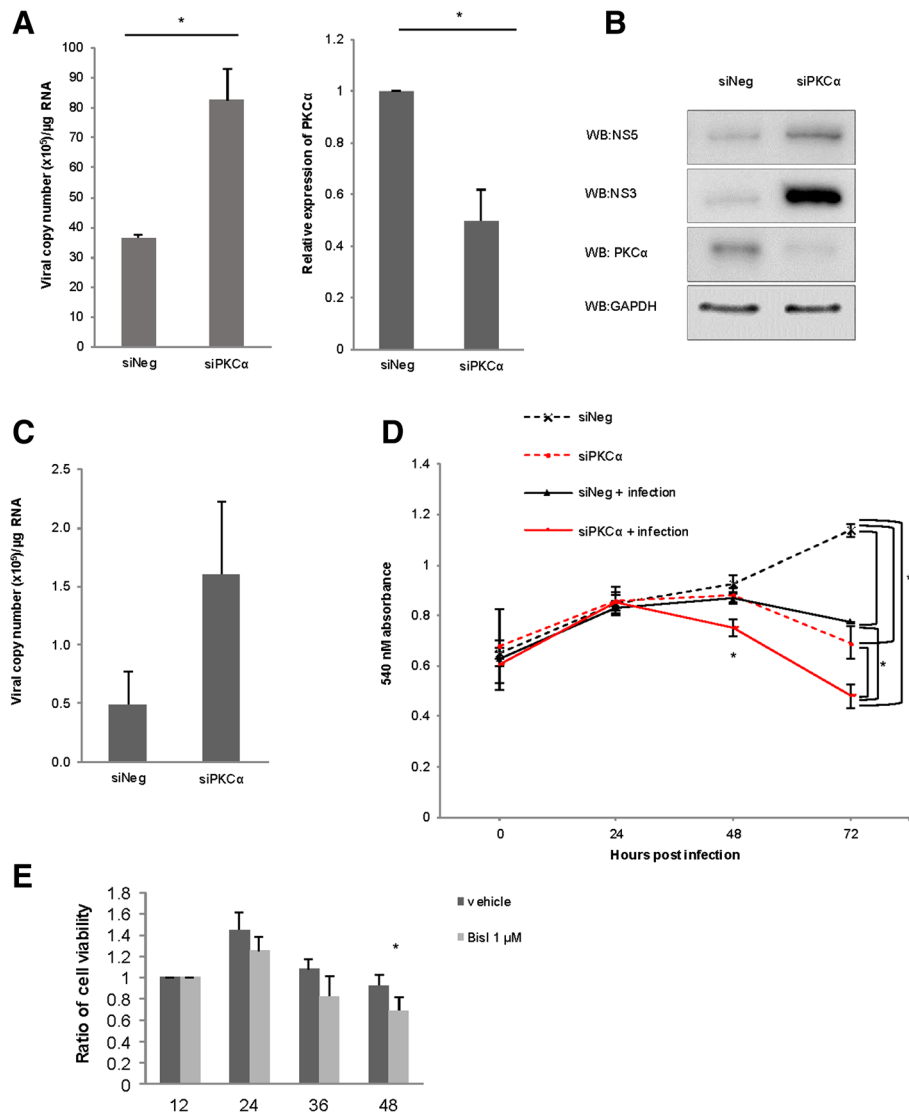 A
*
Viral copy number (x10⁵)/µg RNA
100
90
80
70
60
50
40
30
20
10
0
siNeg
siPKCα
*
Relative expression of PKCα
1.2
1
0.8
0.6
0.4
0.2
0
siNeg
siPKCα
B
siNeg siPKCα
WB:NS5
WB:NS3
WB: PKCα
WB:GAPDH
C
Viral copy number (x10⁵)/µg RNA
2.5
2.0
1.5
1.0
0.5
0.0
siNeg
siPKCα
D
siNeg
siPKCα
siNeg + infection
siPKCα + infection
540 nM absorbance
1.4
1.2
1
0.8
0.6
0.4
0.2
0
*
*
*
0 24 48 72
Hours post infection
E
Ratio of cell viability
1.8
1.6
1.4
1.2
1
0.8
0.6
0.4
0.2
0
*
12 24 36 48
vehicle
BisI 1 µM